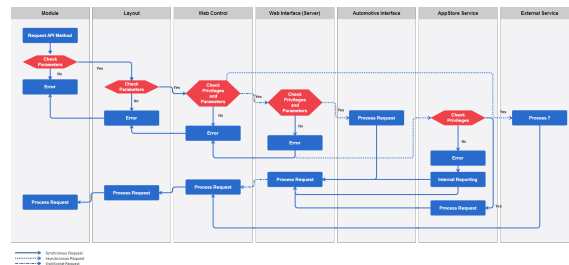 Module
Layout
Web Control
Web Interface (Server)
Automotive Interface
AppStore Service
External Service
Request API Method
Check
Parameters
Yes
No
Error
Check
Parameters
Yes
No
Error
Check
Privileges
and
Parameters
Yes
No
Error
Check
Privileges
and
Parameters
Yes
No
Error
Process Request
Check
Privileges
No
Yes
Error
Internal Reporting
Process Request
Process ?
Process Request
Process Request
Process Request
Process Request
Synchronous Request
Asynchronous Request